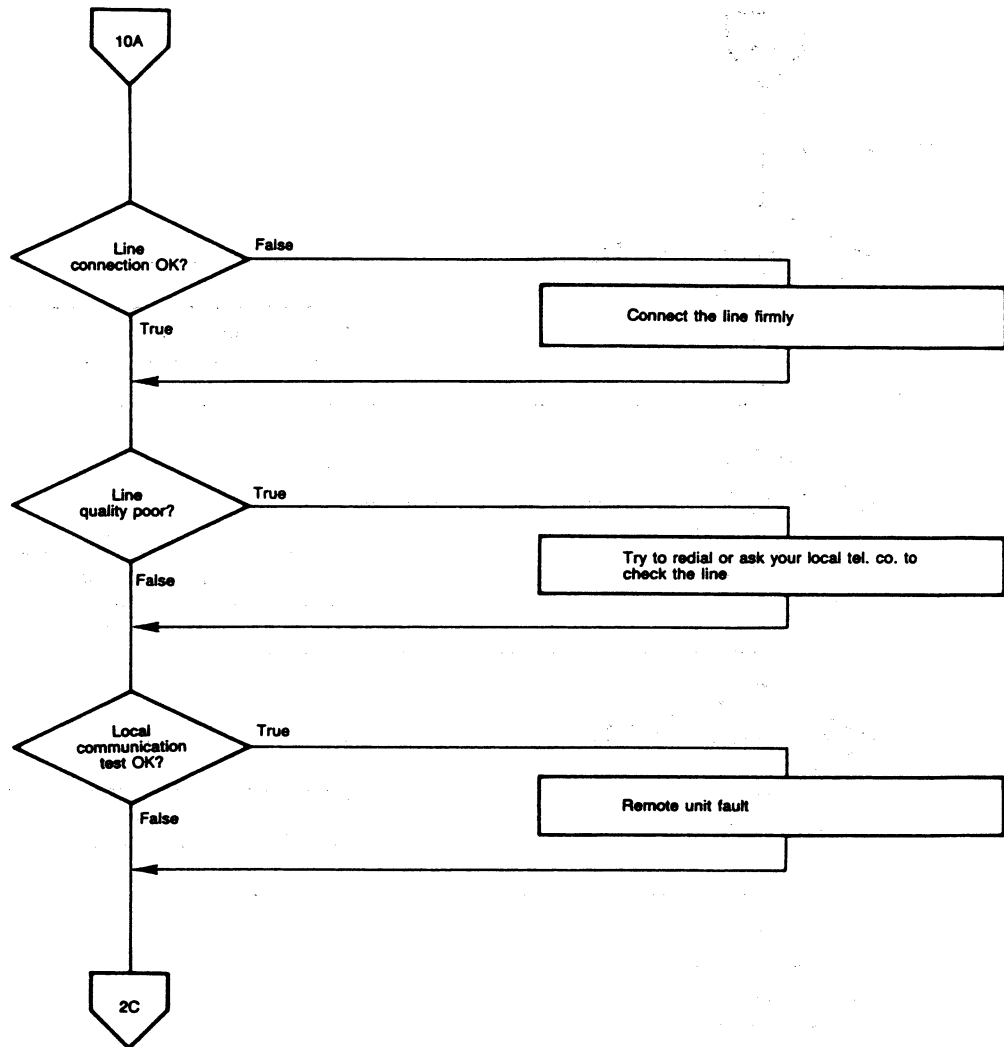 10A
Line
connection OK?
False
True
Connect the line firmly
Line
quality poor?
True
False
Try to redial or ask your local tel. co. to
check the line
Local
communication
test OK?
True
False
Remote unit fault
2C